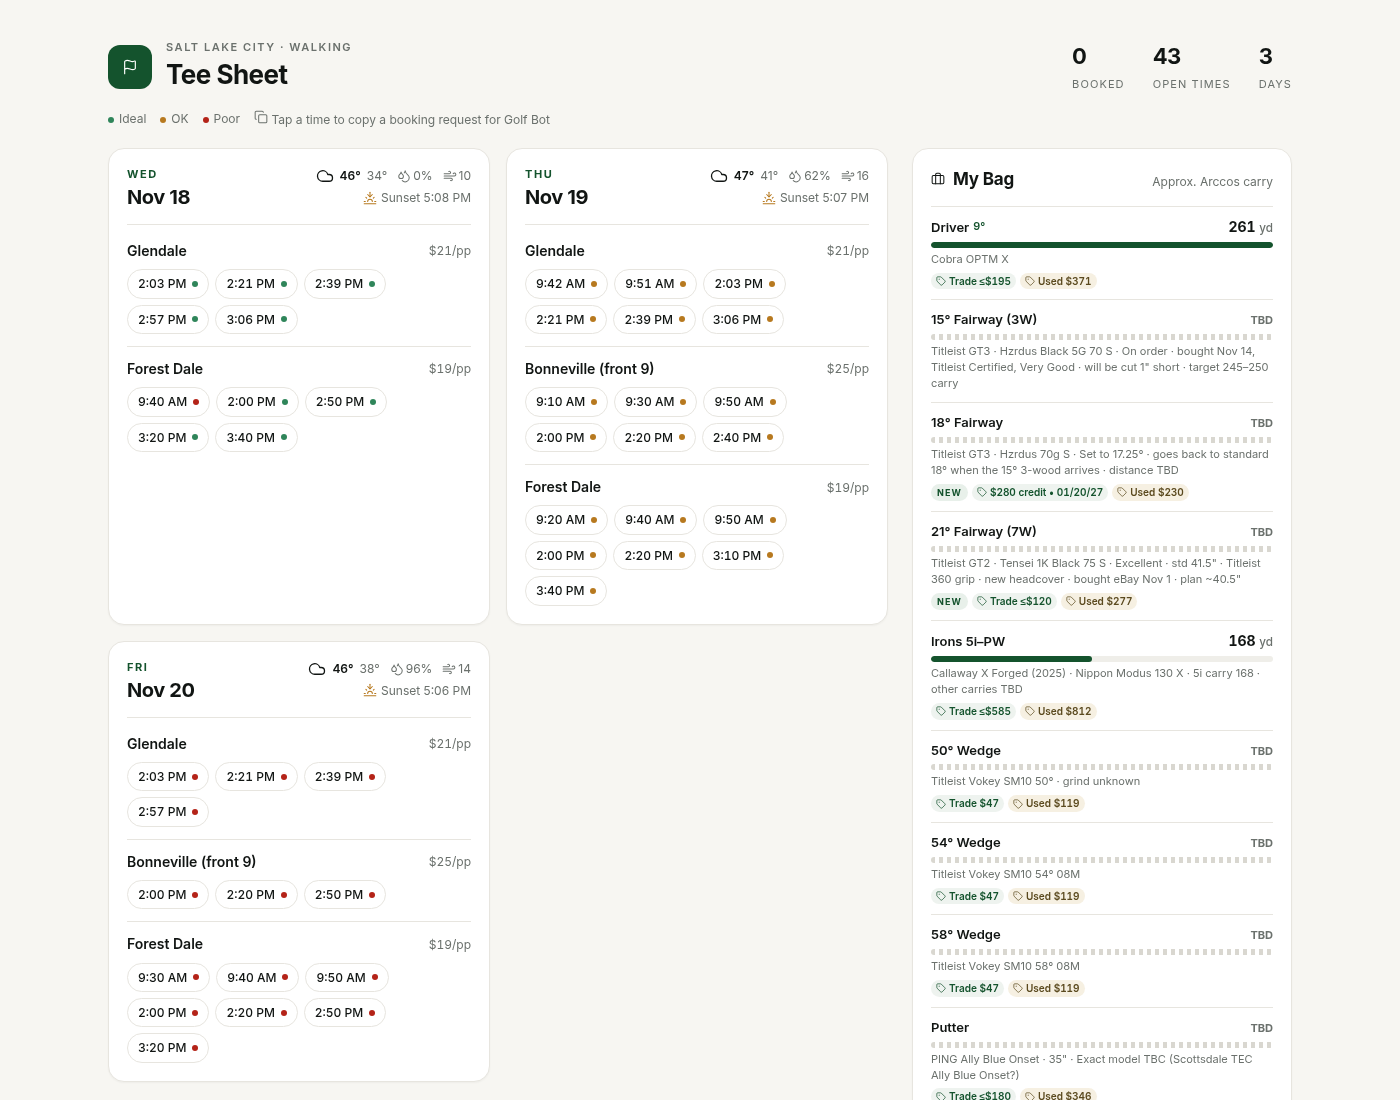 SALT LAKE CITY · WALKING
Tee Sheet
0
BOOKED
43
OPEN TIMES
3
DAYS
Ideal
OK
Poor
Tap a time to copy a booking request for Golf Bot
WED
Nov 18
46° 34° 0% 10
Sunset 5:08 PM
Glendale
$21/pp
2:03 PM
2:21 PM
2:39 PM
2:57 PM
3:06 PM
Forest Dale
$19/pp
9:40 AM
2:00 PM
2:50 PM
3:20 PM
3:40 PM
THU
Nov 19
47° 41° 62% 16
Sunset 5:07 PM
Glendale
$21/pp
9:42 AM
9:51 AM
2:03 PM
2:21 PM
2:39 PM
3:06 PM
Bonneville (front 9)
$25/pp
9:10 AM
9:30 AM
9:50 AM
2:00 PM
2:20 PM
2:40 PM
Forest Dale
$19/pp
9:20 AM
9:40 AM
9:50 AM
2:00 PM
2:20 PM
3:10 PM
3:40 PM
FRI
Nov 20
46° 38° 96% 14
Sunset 5:06 PM
Glendale
$21/pp
2:03 PM
2:21 PM
2:39 PM
2:57 PM
Bonneville (front 9)
$25/pp
2:00 PM
2:20 PM
2:50 PM
Forest Dale
$19/pp
9:30 AM
9:40 AM
9:50 AM
2:00 PM
2:20 PM
2:50 PM
3:20 PM
My Bag
Approx. Arccos carry
Driver 9°
261 yd
Cobra OPTM X
Trade ≤$195
Used $371
15° Fairway (3W)
TBD
Titleist GT3 · Hzrdus Black 5G 70 S · On order · bought Nov 14,
Titleist Certified, Very Good · will be cut 1" short · target 245–250
carry
18° Fairway
TBD
Titleist GT3 · Hzrdus 70g S · Set to 17.25° · goes back to standard
18° when the 15° 3-wood arrives · distance TBD
NEW
$280 credit • 01/20/27
Used $230
21° Fairway (7W)
TBD
Titleist GT2 · Tensei 1K Black 75 S · Excellent · std 41.5" · Titleist
360 grip · new headcover · bought eBay Nov 1 · plan ~40.5"
NEW
Trade ≤$120
Used $277
Irons 5i–PW
168 yd
Callaway X Forged (2025) · Nippon Modus 130 X · 5i carry 168 ·
other carries TBD
Trade ≤$585
Used $812
50° Wedge
TBD
Titleist Vokey SM10 50° · grind unknown
Trade $47
Used $119
54° Wedge
TBD
Titleist Vokey SM10 54° 08M
Trade $47
Used $119
58° Wedge
TBD
Titleist Vokey SM10 58° 08M
Trade $47
Used $119
Putter
TBD
PING Ally Blue Onset · 35" · Exact model TBC (Scottsdale TEC
Ally Blue Onset?)
Trade ≤$180
Used $346